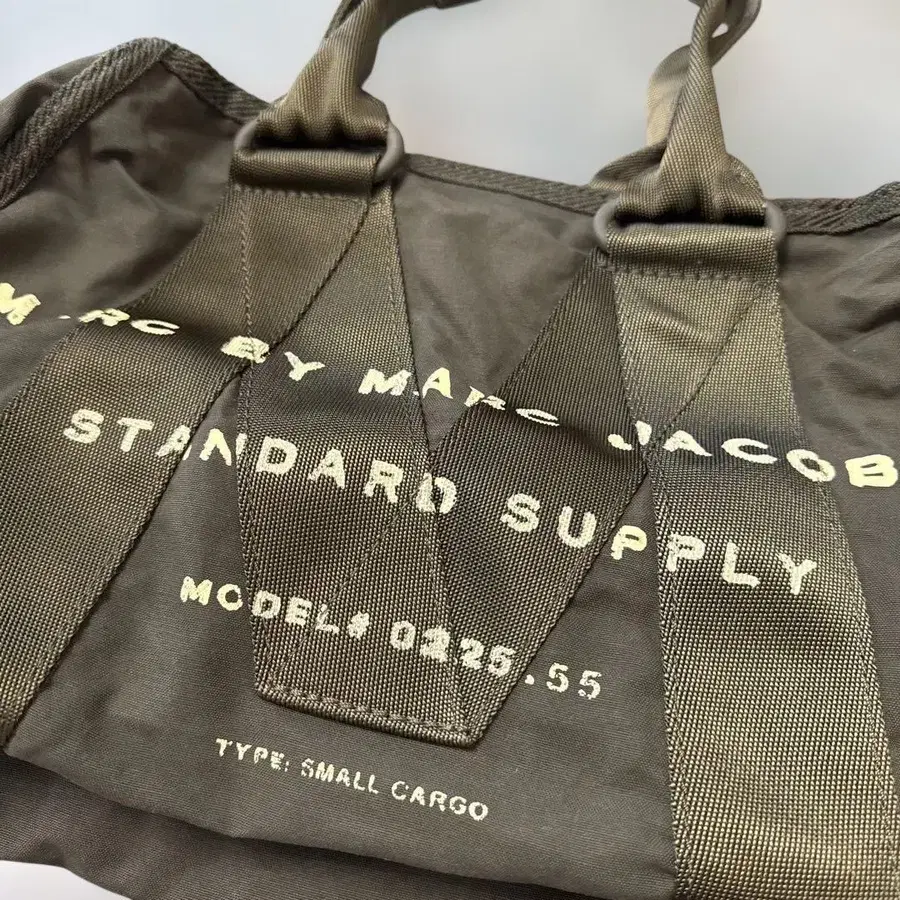 MARC BY MARC JACOB
STANDARD SUPPLY
MODEL# 0225.55
TYPE: SMALL CARGO